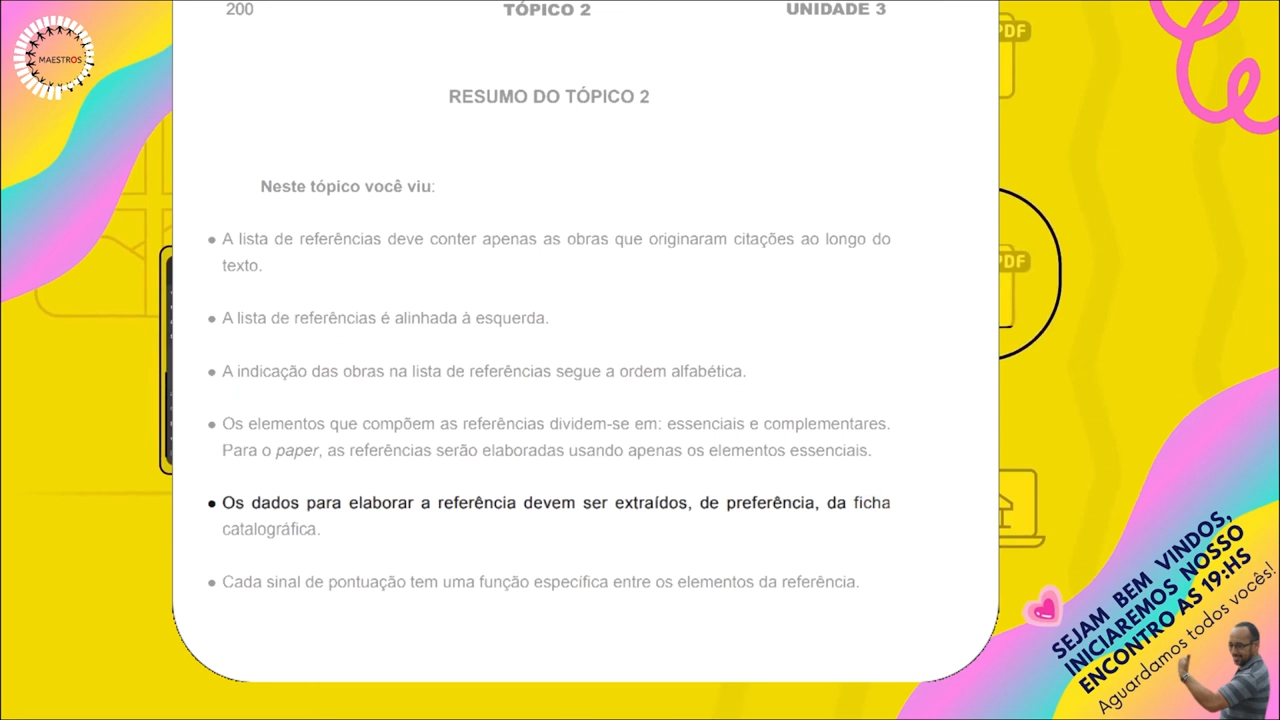 200 TÓPICO 2 UNIDADE 3
MAESTROS
PDF
RESUMO DO TÓPICO 2
Neste tópico você viu:
● A lista de referências deve conter apenas as obras que originaram citações ao longo do
texto.
PDF
● A lista de referências é alinhada à esquerda.
● A indicação das obras na lista de referências segue a ordem alfabética.
● Os elementos que compõem as referências dividem-se em: essenciais e complementares.
Para o paper, as referências serão elaboradas usando apenas os elementos essenciais.
● Os dados para elaborar a referência devem ser extraídos, de preferência, da ficha
catalográfica.
● Cada sinal de pontuação tem uma função específica entre os elementos da referência.
SEJAM BEM VINDOS,
INICIAREMOS NOSSO
ENCONTRO AS 19:HS
Aguardamos todos vocês!